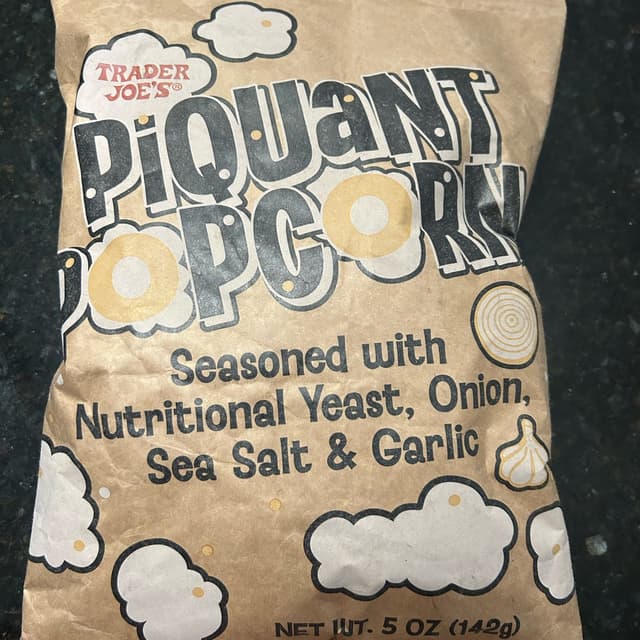 TRADER
JOE'S®
PiQUaNT
POPCORN
Seasoned with
Nutritional Yeast, Onion,
Sea Salt & Garlic
NET WT. 5 OZ (142g)